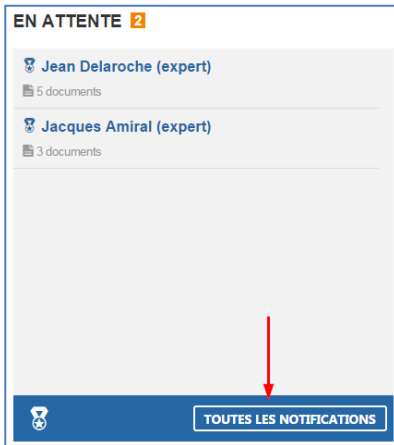 EN ATTENTE 2
Jean Delaroche (expert)
5 documents
Jacques Amiral (expert)
3 documents
TOUTES LES NOTIFICATIONS